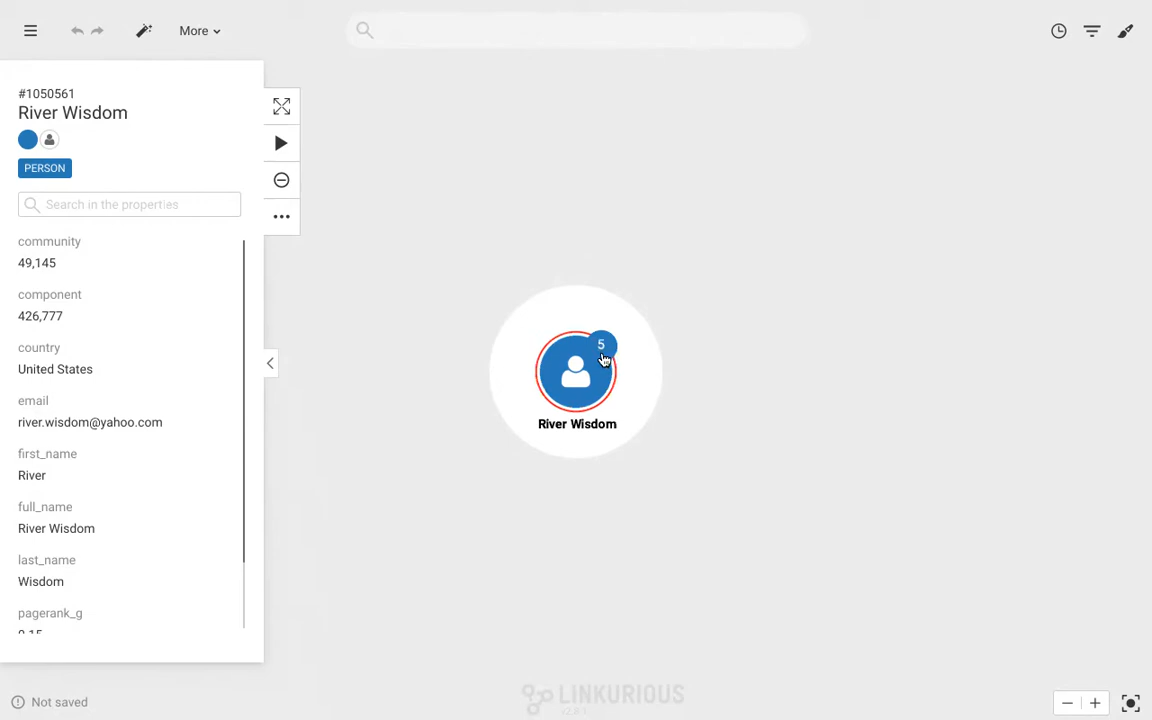 More
#1050561
River Wisdom
PERSON
Search in the properties
community
49,145
component
426,777
country
United States
email
river.wisdom@yahoo.com
first_name
River
full_name
River Wisdom
last_name
Wisdom
pagerank_g
5
River Wisdom
Not saved
LINKURIOUS